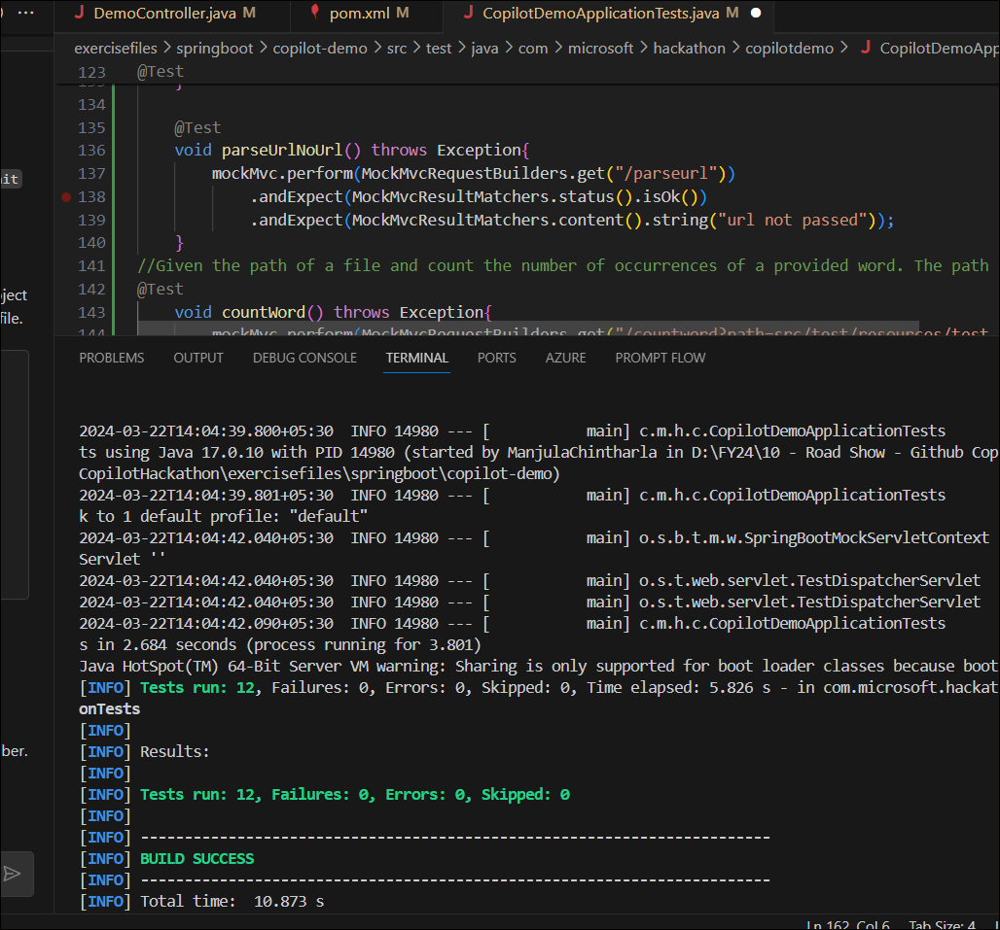 ) ··· DemoController.java M pom.xml M CopilotDemoApplicationTests.java M
exercisefiles > springboot > copilot-demo > src > test > java > com > microsoft > hackathon > copilotdemo > CopilotDemoApp
123 @Test
133 }
134
135 @Test
136 void parseUrlNoUrl() throws Exception{
137 mockMvc.perform(MockMvcRequestBuilders.get("/parseurl"))
it
138 .andExpect(MockMvcResultMatchers.status().isOk())
139 .andExpect(MockMvcResultMatchers.content().string("url not passed"));
140 }
141 //Given the path of a file and count the number of occurrences of a provided word. The path
142 @Test
ject
143 void countWord() throws Exception{
file.
144 mockMvc.perform(MockMvcRequestBuilders.get("/countword?path=src/test/resources/test
PROBLEMS OUTPUT DEBUG CONSOLE TERMINAL PORTS AZURE PROMPT FLOW
2024-03-22T14:04:39.800+05:30  INFO 14980 --- [           main] c.m.h.c.CopilotDemoApplicationTests
ts using Java 17.0.10 with PID 14980 (started by ManjulaChintharla in D:\FY24\10 - Road Show - Github Cop
CopilotHackathon\exercisefiles\springboot\copilot-demo)
2024-03-22T14:04:39.801+05:30  INFO 14980 --- [           main] c.m.h.c.CopilotDemoApplicationTests
k to 1 default profile: "default"
2024-03-22T14:04:42.040+05:30  INFO 14980 --- [           main] o.s.b.t.m.w.SpringBootMockServletContext
Servlet ''
2024-03-22T14:04:42.040+05:30  INFO 14980 --- [           main] o.s.t.web.servlet.TestDispatcherServlet
2024-03-22T14:04:42.040+05:30  INFO 14980 --- [           main] o.s.t.web.servlet.TestDispatcherServlet
2024-03-22T14:04:42.090+05:30  INFO 14980 --- [           main] c.m.h.c.CopilotDemoApplicationTests
s in 2.684 seconds (process running for 3.801)
Java HotSpot(TM) 64-Bit Server VM warning: Sharing is only supported for boot loader classes because boot
[INFO] Tests run: 12, Failures: 0, Errors: 0, Skipped: 0, Time elapsed: 5.826 s - in com.microsoft.hackat
onTests
[INFO]
ber.
[INFO] Results:
[INFO]
[INFO] Tests run: 12, Failures: 0, Errors: 0, Skipped: 0
[INFO]
[INFO] ------------------------------------------------------------------------
[INFO] BUILD SUCCESS
[INFO] ------------------------------------------------------------------------
[INFO] Total time:  10.873 s
Ln 162, Col 6 Tab Size: 4